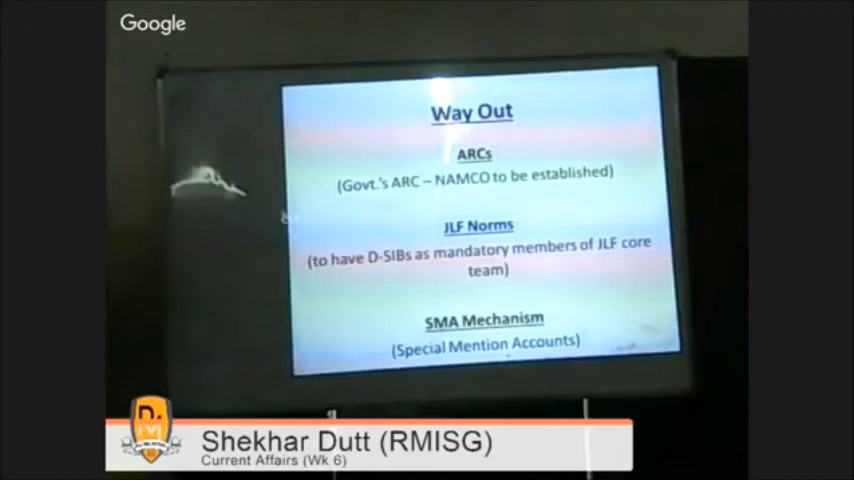 Google
Way Out
ARCs
(Govt.'s ARC – NAMCO to be established)
JLF Norms
(to have D-SIBs as mandatory members of JLF core
team)
SMA Mechanism
(Special Mention Accounts)
Shekhar Dutt (RMISG)
Current Affairs (Wk 6)